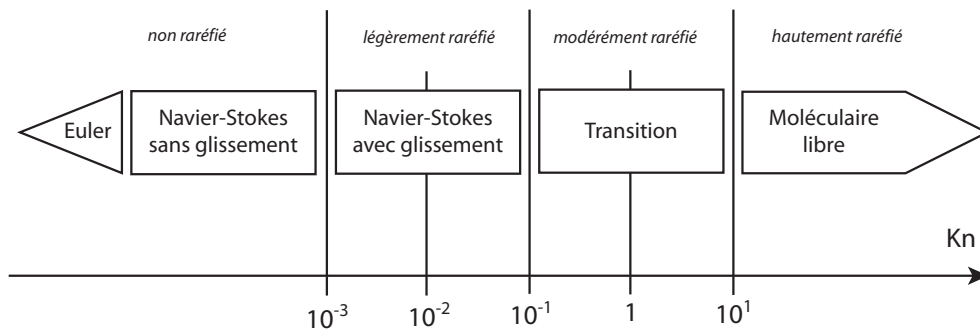 non raréfié
légèrement raréfié
modérément raréfié
hautement raréfié
Euler
Navier-Stokes
sans glissement
Navier-Stokes
avec glissement
Transition
Moléculaire
libre
Kn
10⁻³
10⁻²
10⁻¹
1
10¹